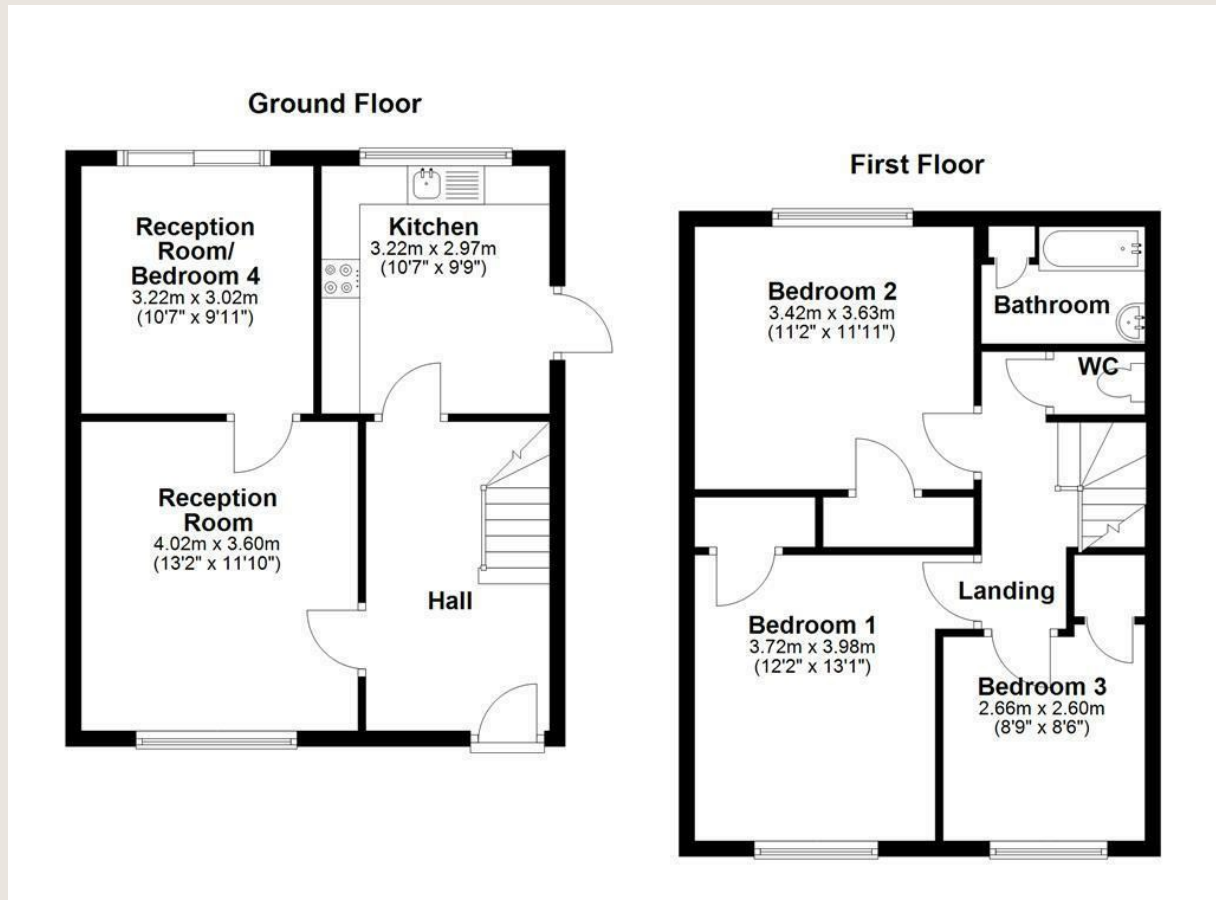 Ground Floor
Reception
Room/
Bedroom 4
3.22m x 3.02m
(10'7" x 9'11")
Kitchen
3.22m x 2.97m
(10'7" x 9'9")
Reception
Room
4.02m x 3.60m
(13'2" x 11'10")
Hall
First Floor
Bedroom 2
3.42m x 3.63m
(11'2" x 11'11")
Bathroom
WC
Landing
Bedroom 1
3.72m x 3.98m
(12'2" x 13'1")
Bedroom 3
2.66m x 2.60m
(8'9" x 8'6")